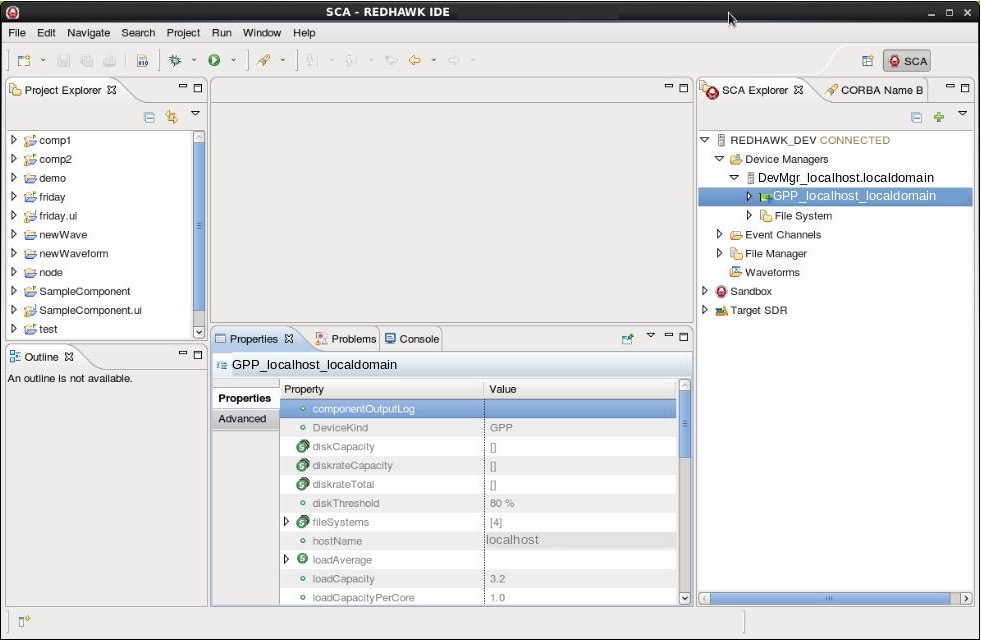 SCA - REDHAWK IDE
File Edit Navigate Search Project Run Window Help
SCA
Project Explorer
comp1
comp2
demo
friday
friday.ui
newWave
newWaveform
node
SampleComponent
SampleComponent.ui
test
Outline
An outline is not available.
Properties Problems Console
GPP_localhost_localdomain
Properties
Advanced
Property Value
componentOutputLog
DeviceKind GPP
diskCapacity []
diskrateCapacity []
diskrateTotal []
diskThreshold 80 %
fileSystems [4]
hostName localhost
loadAverage
loadCapacity 3.2
loadCapacityPerCore 1.0
SCA Explorer CORBA Name B
REDHAWK_DEV CONNECTED
Device Managers
DevMgr_localhost.localdomain
GPP_localhost_localdomain
File System
Event Channels
File Manager
Waveforms
Sandbox
Target SDR